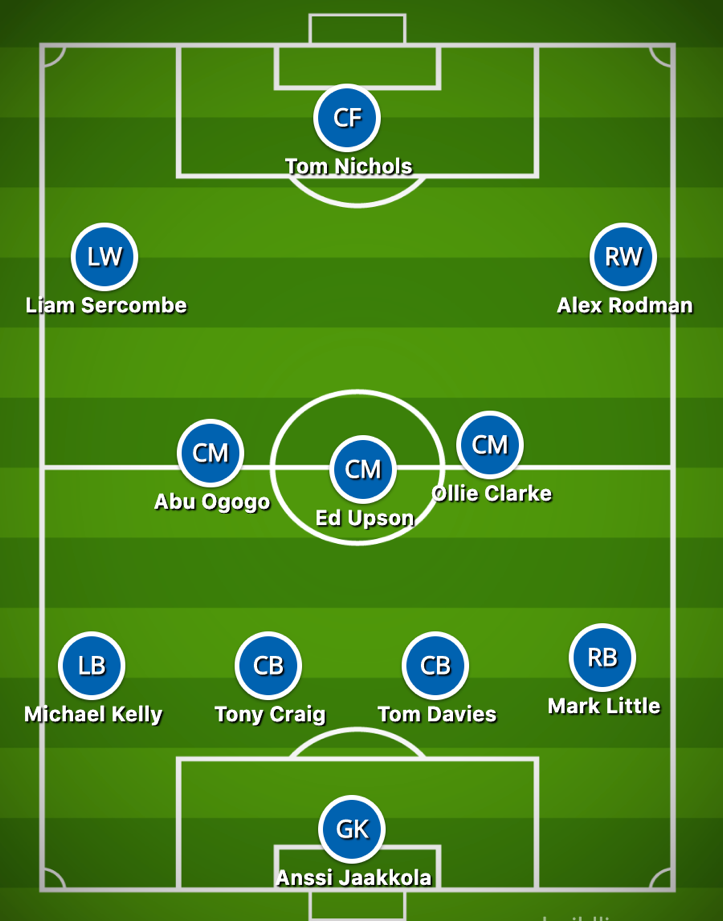 CF
Tom Nichols
LW
Liam Sercombe
RW
Alex Rodman
CM
Abu Ogogo
CM
Ed Upson
CM
Ollie Clarke
LB
Michael Kelly
CB
Tony Craig
CB
Tom Davies
RB
Mark Little
GK
Anssi Jaakkola